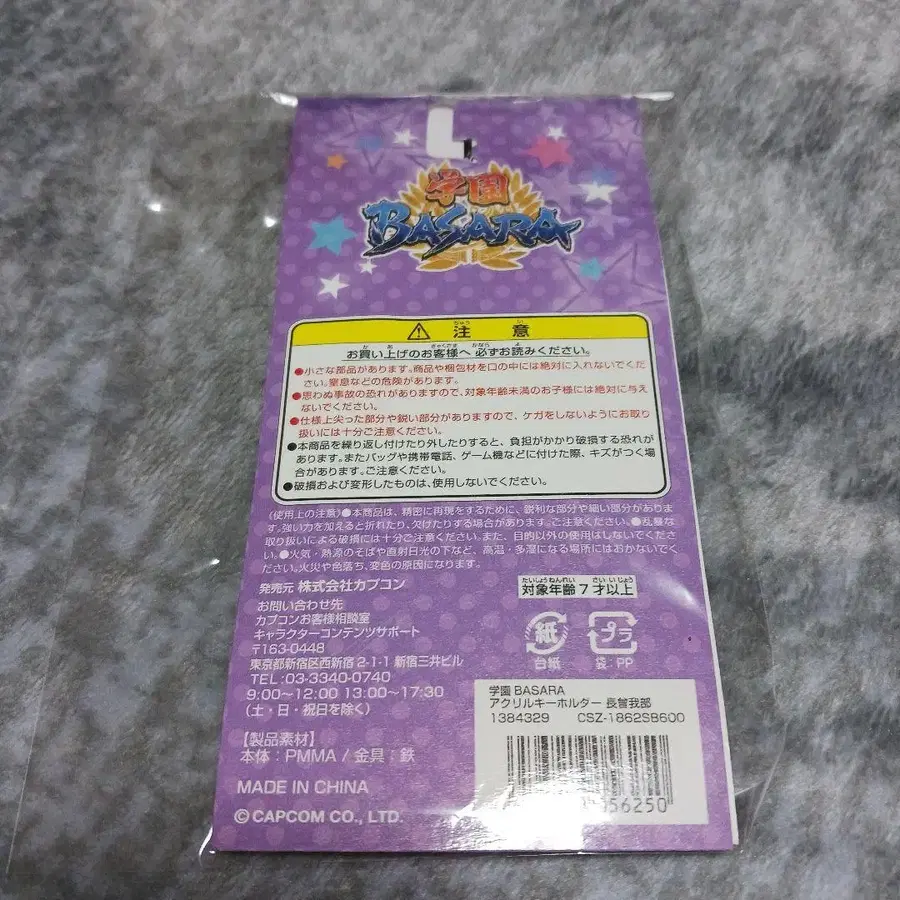 学園
BASARA
注意
お買い上げのお客様へ 必ずお読みください。
●小さな部品があります。商品や梱包材を口の中には絶対に入れないでください。窒息などの危険があります。
●思わぬ事故の恐れがありますので、対象年齢未満のお子様には絶対に与えないでください。
●仕様上尖った部分や鋭い部分がありますので、ケガをしないようにお取り扱いには十分ご注意ください。
●本商品を繰り返し付けたり外したりすると、負担がかかり破損する恐れがあります。またバッグや携帯電話、ゲーム機などに付けた際、キズがつく場合があります。ご注意ください。
●破損および変形したものは、使用しないでください。
(使用上の注意)●本商品は、精密に再現をするために、鋭利な部分や細い部分があります。強い力を加えると折れたり、欠けたりする場合があります。ご注意ください。●乱暴な取り扱いによる破損には十分ご注意ください。また、目的以外の使用はしないでください。●火気・熱源のそばや直射日光の下など、高温・多湿になる場所にはおかないでください。火災や色落ち、変色の原因になります。
発売元 株式会社カプコン
お問い合わせ先
カプコンお客様相談室
キャラクターコンテンツサポート
〒163-0448
東京都新宿区西新宿 2-1-1 新宿三井ビル
TEL:03-3340-0740
9:00〜12:00 13:00〜17:30
(土・日・祝日を除く)
【製品素材】
本体:PMMA / 金具:鉄
MADE IN CHINA
©CAPCOM CO., LTD.
対象年齢7才以上
紙
台紙
プラ
袋:PP
学園 BASARA
アクリルキーホルダー 長曾我部
1384329 CSZ-1862S8600
56250